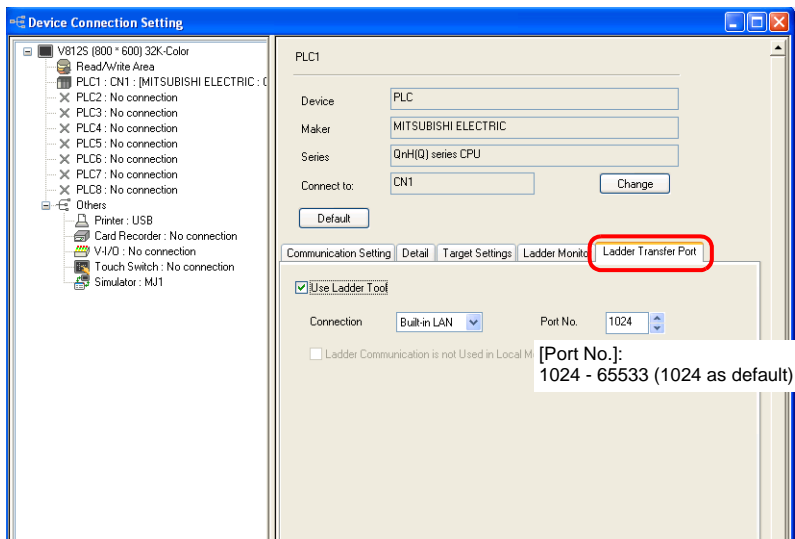 Device Connection Setting
V812S (800 * 600) 32K-Color
Read/Write Area
PLC1 : CN1 : [MITSUBISHI ELECTRIC : (
PLC2 : No connection
PLC3 : No connection
PLC4 : No connection
PLC5 : No connection
PLC6 : No connection
PLC7 : No connection
PLC8 : No connection
Others
Printer : USB
Card Recorder : No connection
V-I/O : No connection
Touch Switch : No connection
Simulator : MJ1
PLC1
Device PLC
Maker MITSUBISHI ELECTRIC
Series QnH(Q) series CPU
Connect to: CN1 Change
Default
Communication Setting Detail Target Settings Ladder Monito Ladder Transfer Port
Use Ladder Tool
Connection Built-in LAN Port No. 1024
Ladder Communication is not Used in Local M
[Port No.]:
1024 - 65533 (1024 as default)